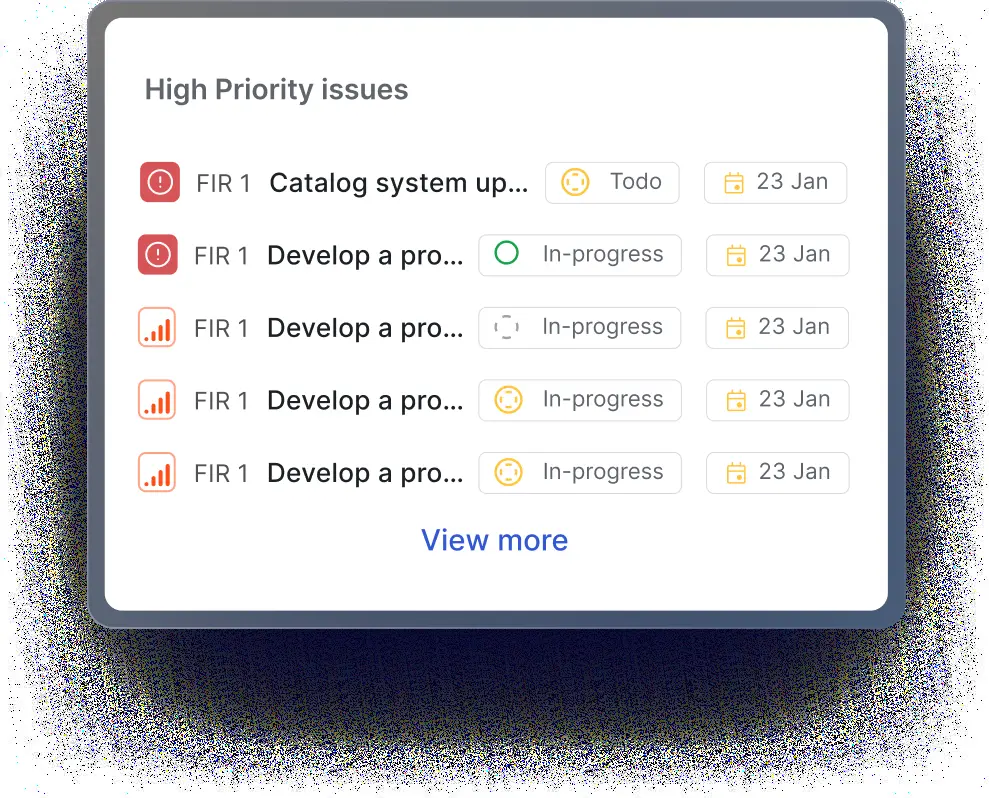 High Priority issues
FIR 1 Catalog system up... Todo 23 Jan
FIR 1 Develop a pro... In-progress 23 Jan
FIR 1 Develop a pro... In-progress 23 Jan
FIR 1 Develop a pro... In-progress 23 Jan
FIR 1 Develop a pro... In-progress 23 Jan
View more